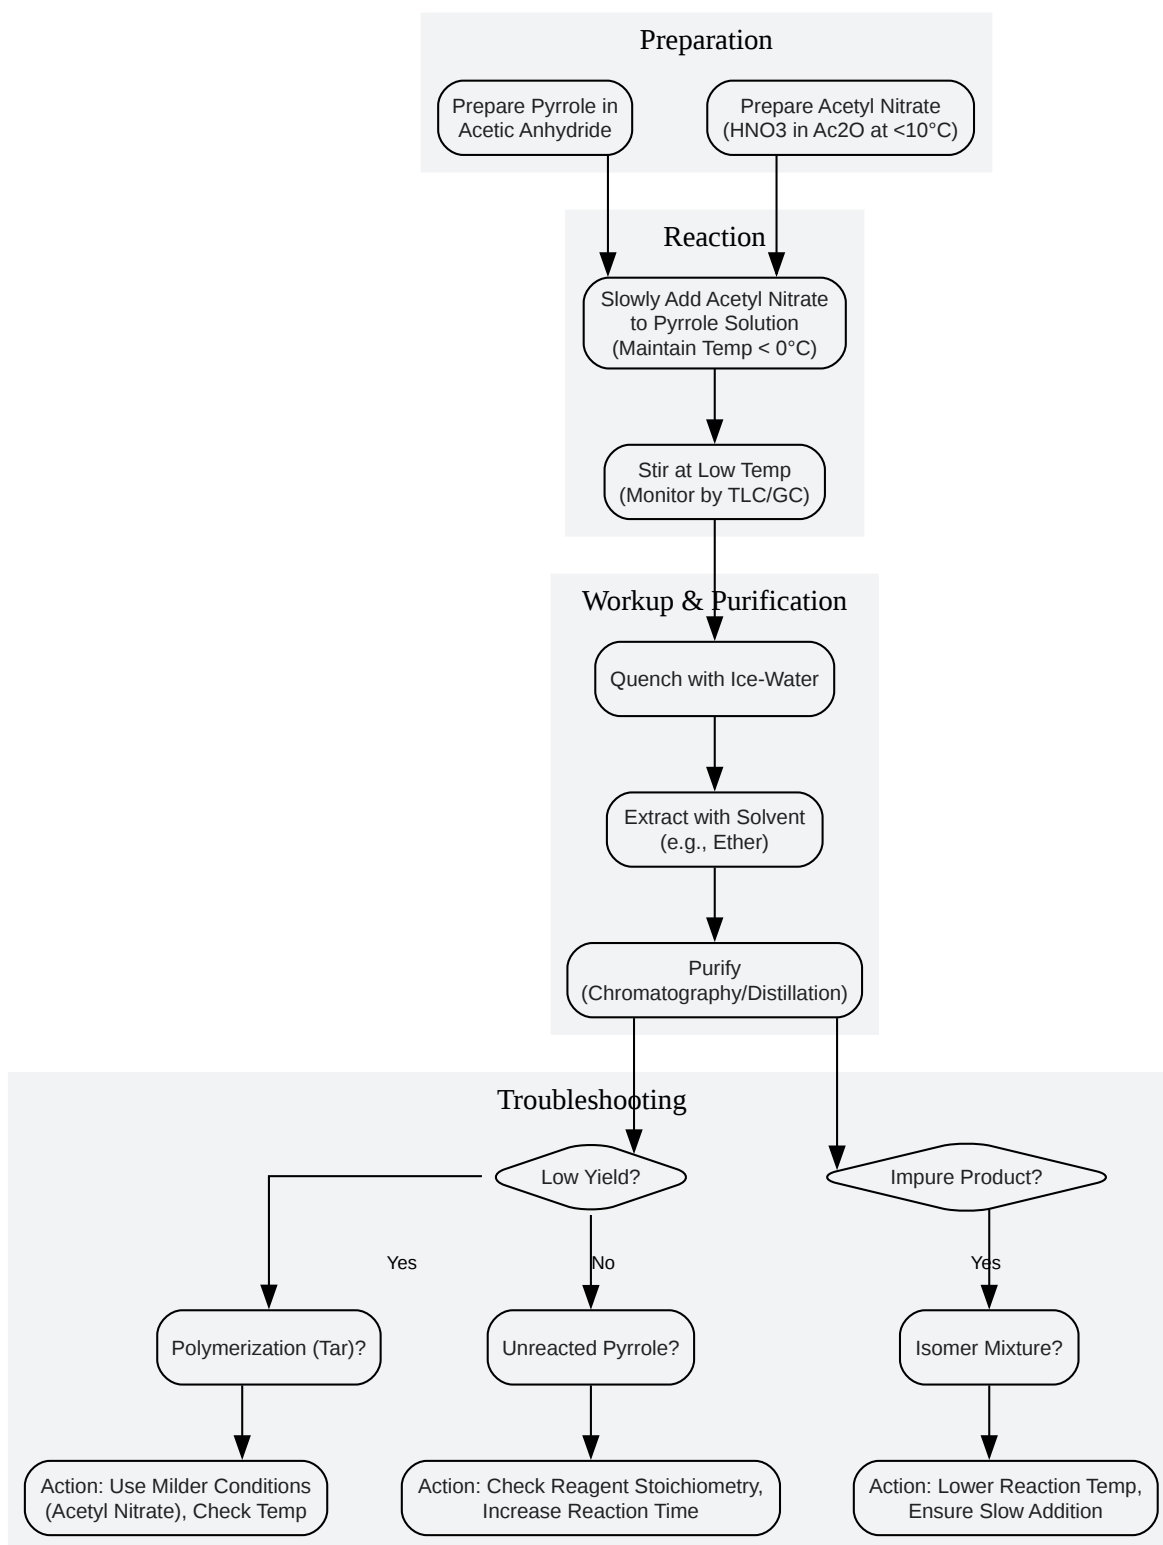 Preparation
Prepare Pyrrole in
Acetic Anhydride
Prepare Acetyl Nitrate
(HNO3 in Ac2O at <10°C)
Reaction
Slowly Add Acetyl Nitrate
to Pyrrole Solution
(Maintain Temp < 0°C)
Stir at Low Temp
(Monitor by TLC/GC)
Workup & Purification
Quench with Ice-Water
Extract with Solvent
(e.g., Ether)
Purify
(Chromatography/Distillation)
Troubleshooting
Low Yield?
Impure Product?
Yes
No
Yes
Polymerization (Tar)?
Unreacted Pyrrole?
Isomer Mixture?
Action: Use Milder Conditions
(Acetyl Nitrate), Check Temp
Action: Check Reagent Stoichiometry,
Increase Reaction Time
Action: Lower Reaction Temp,
Ensure Slow Addition